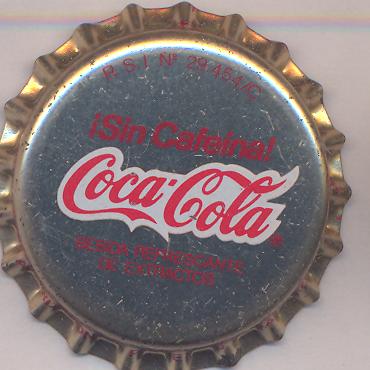 R. S. I Nº 29.454/C
¡Sin Cafeína!
Coca-Cola®
BEBIDA REFRESCANTE
DE EXTRACTOS